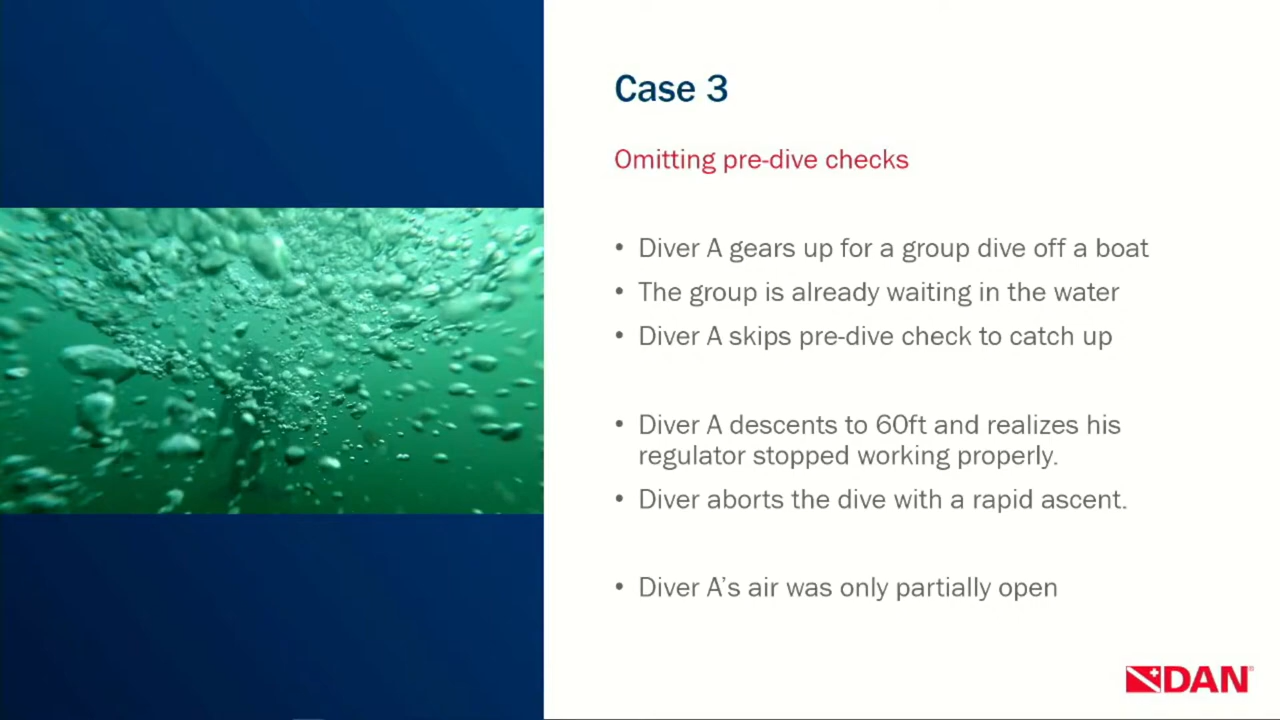 Case 3
Omitting pre-dive checks
• Diver A gears up for a group dive off a boat
• The group is already waiting in the water
• Diver A skips pre-dive check to catch up
• Diver A descents to 60ft and realizes his
regulator stopped working properly.
• Diver aborts the dive with a rapid ascent.
• Diver A’s air was only partially open
DAN®